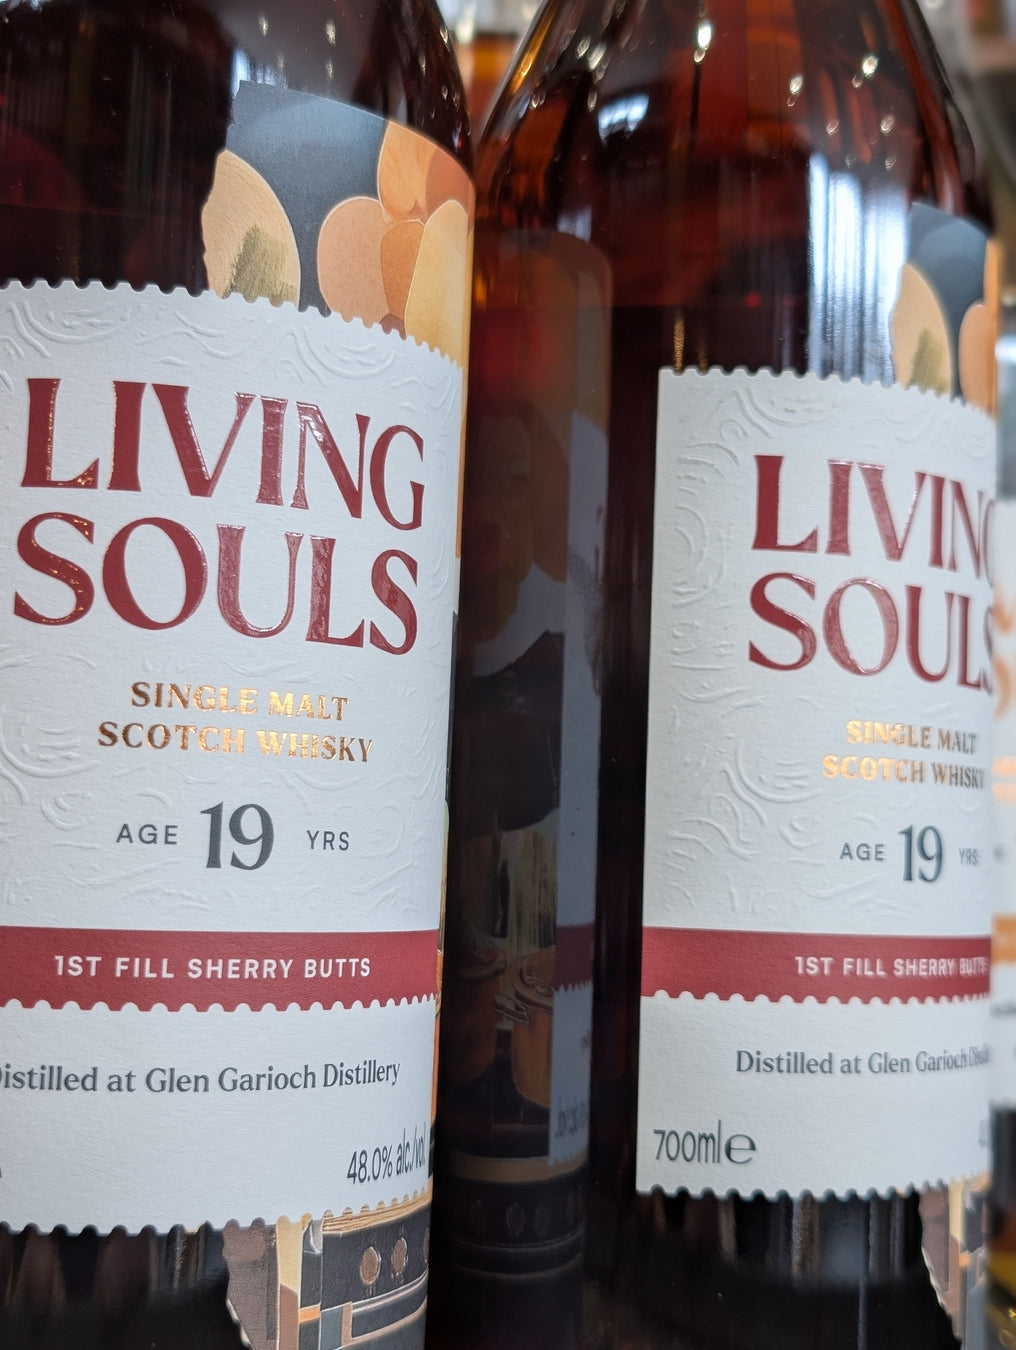 LIVING
SOULS
SINGLE MALT
SCOTCH WHISKY
AGE 19 YRS
1ST FILL SHERRY BUTTS
Distilled at Glen Garioch Distillery
48.0% alc./vol.
LIVING
SOULS
SINGLE MALT
SCOTCH WHISKY
AGE 19 YRS
1ST FILL SHERRY BUTTS
Distilled at Glen Garioch
700ml e